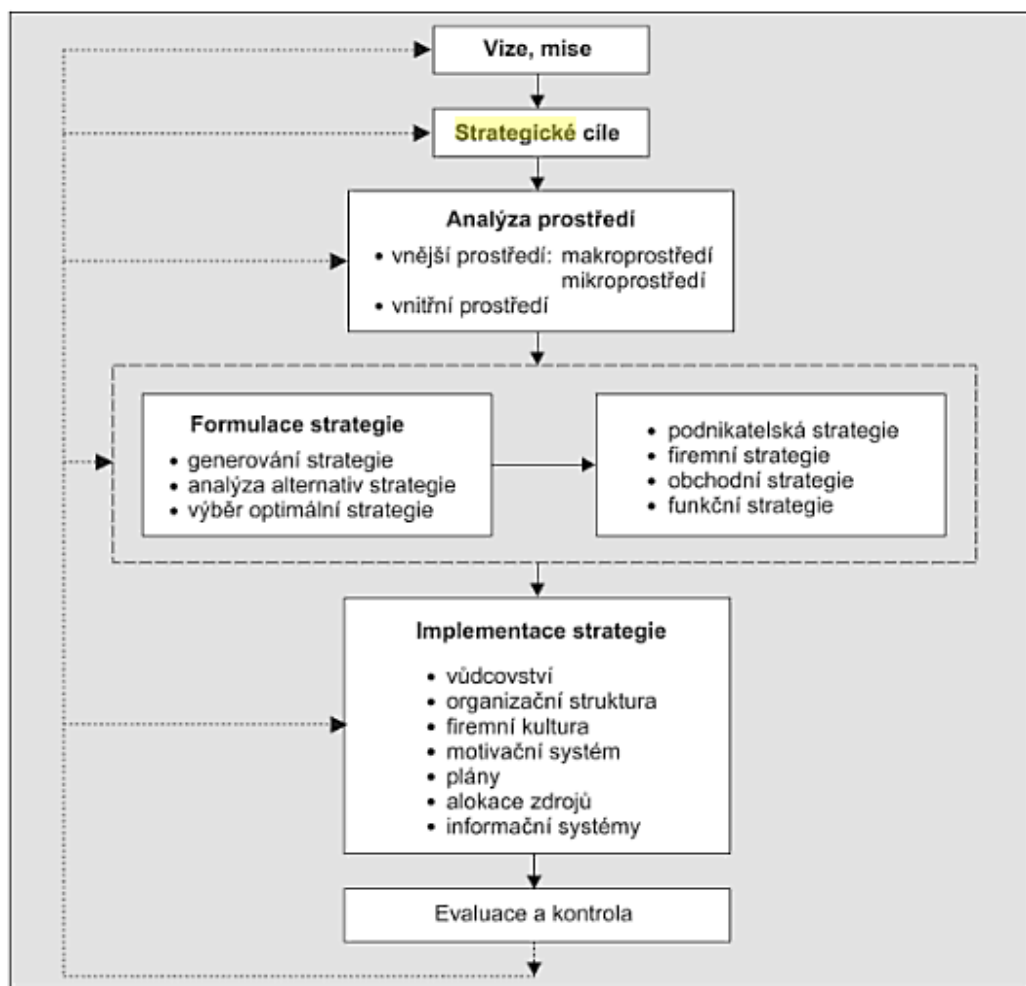 Vize, mise
Strategické cíle
Analýza prostředí
• vnější prostředí: makroprostředí
mikroprostředí
• vnitřní prostředí
Formulace strategie
• generování strategie
• analýza alternativ strategie
• výběr optimální strategie
• podnikatelská strategie
• firemní strategie
• obchodní strategie
• funkční strategie
Implementace strategie
• vůdcovství
• organizační struktura
• firemní kultura
• motivační systém
• plány
• alokace zdrojů
• informační systémy
Evaluace a kontrola